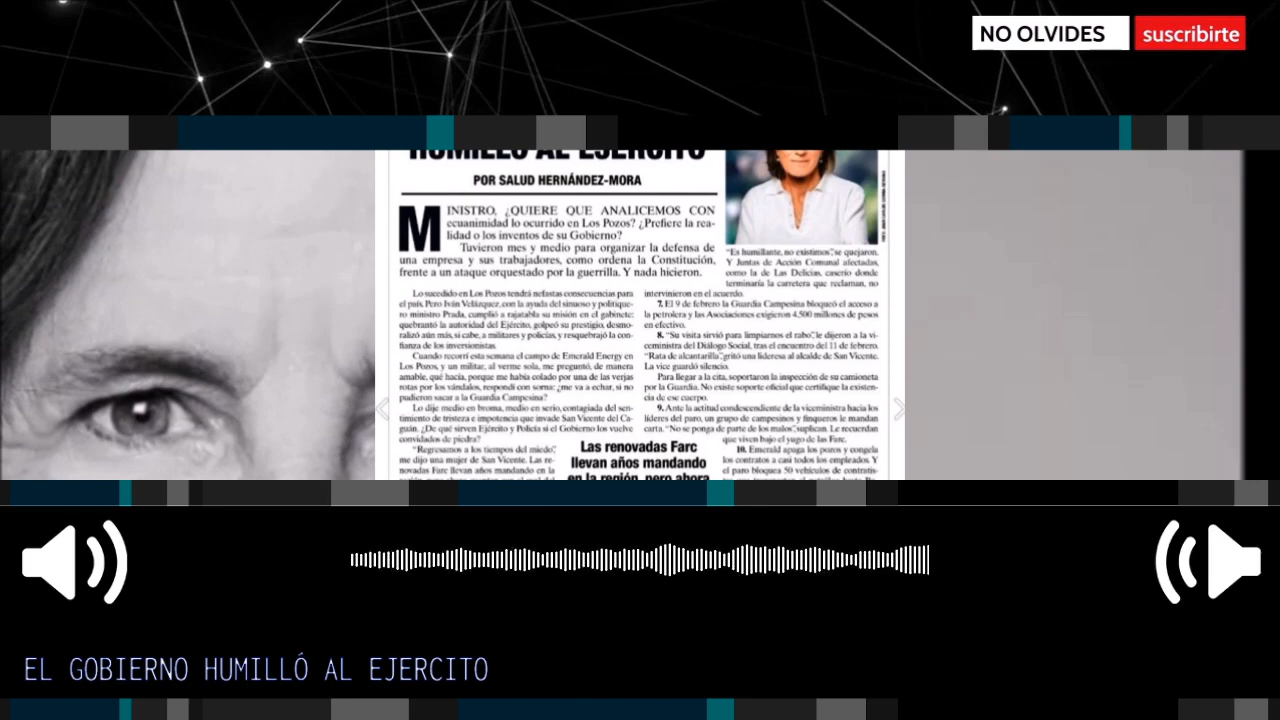 NO OLVIDES suscribirte
HUMILLÓ AL EJÉRCITO
POR SALUD HERNÁNDEZ-MORA
MINISTRO, ¿QUIERE QUE ANALICEMOS CON
ecuanimidad lo ocurrido en Los Pozos? ¿Prefiere la rea-
lidad o los inventos de su Gobierno?
Tuvieron mes y medio para organizar la defensa de
una empresa y sus trabajadores, como ordena la Constitución,
frente a un ataque orquestado por la guerrilla. Y nada hicieron.
Lo sucedido en Los Pozos tendrá nefastas consecuencias para
el país. Pero Iván Velázquez, con la ayuda del sinuoso y politique-
ro ministro Prada, cumplió a rajatabla su misión en el gabinete:
quebrantó la autoridad del Ejército, golpeó su prestigio, desmo-
ralizó aún más, si cabe, a militares y policías, y resquebrajó la con-
fianza de los inversionistas.
Cuando recorrí esta semana el campo de Emerald Energy en
Los Pozos, y un militar, al verme sola, me preguntó, de manera
amable, qué hacía, porque me había colado por una de las verjas
rotas por los vándalos, respondí con sorna: ¿me va a echar, si no
pudieron sacar a la Guardia Campesina?
Lo dije medio en broma, medio en serio, contagiada del sen-
timiento de tristeza e impotencia que invade San Vicente del Ca-
guán. ¿De qué sirven Ejército y Policía si el Gobierno los vuelve
convidados de piedra?
"Regresamos a los tiempos del miedo",
me dijo una mujer de San Vicente. Las re-
novadas Farc llevan años mandando en la
Las renovadas Farc
llevan años mandando
en la región, pero ahora
"Es humillante, no existimos", se quejaron.
Y Juntas de Acción Comunal afectadas,
como la de Las Delicias, caserío donde
terminaría la carretera que reclaman, no
intervinieron en el acuerdo.
7. El 9 de febrero la Guardia Campesina bloqueó el acceso a
la petrolera y las Asociaciones exigieron 4.500 millones de pesos
en efectivo.
8. "Su visita sirvió para limpiarnos el rabo", le dijeron a la vi-
ceministra del Diálogo Social, tras el encuentro del 11 de febrero.
"Rata de alcantarilla", gritó una lideresa al alcalde de San Vicente.
La vice guardó silencio.
Para llegar a la cita, soportaron la inspección de su camioneta
por la Guardia. No existe soporte oficial que certifique la existen-
cia de ese cuerpo.
9. Ante la actitud condescendiente de la viceministra hacia los
líderes del paro, un grupo de campesinos y finqueros le mandan
carta. "No se ponga de parte de los malos", suplican. Le recuerdan
que viven bajo el yugo de las Farc.
10. Emerald apaga los pozos y congela
los contratos a casi todos los empleados. Y
el paro bloquea 50 vehículos de contratis-
EL GOBIERNO HUMILLÓ AL EJERCITO